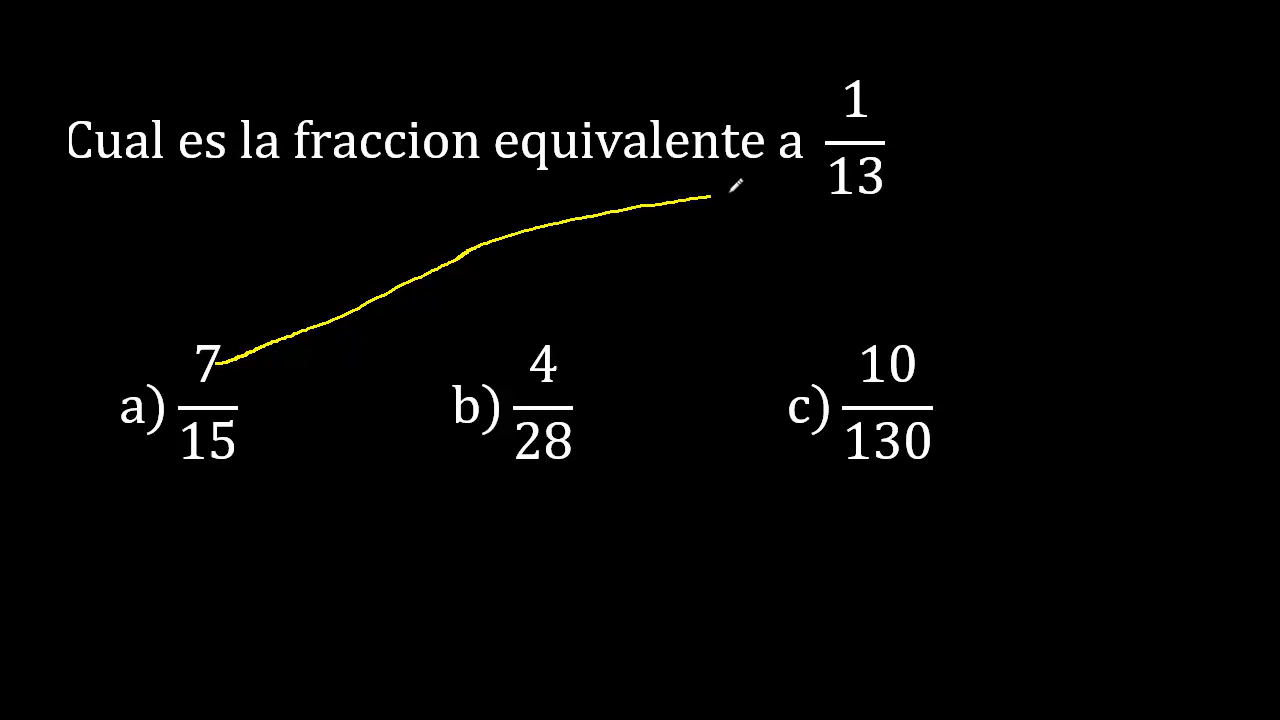 Cual es la fraccion equivalente a 1/13
a) 7/15 b) 4/28 c) 10/130